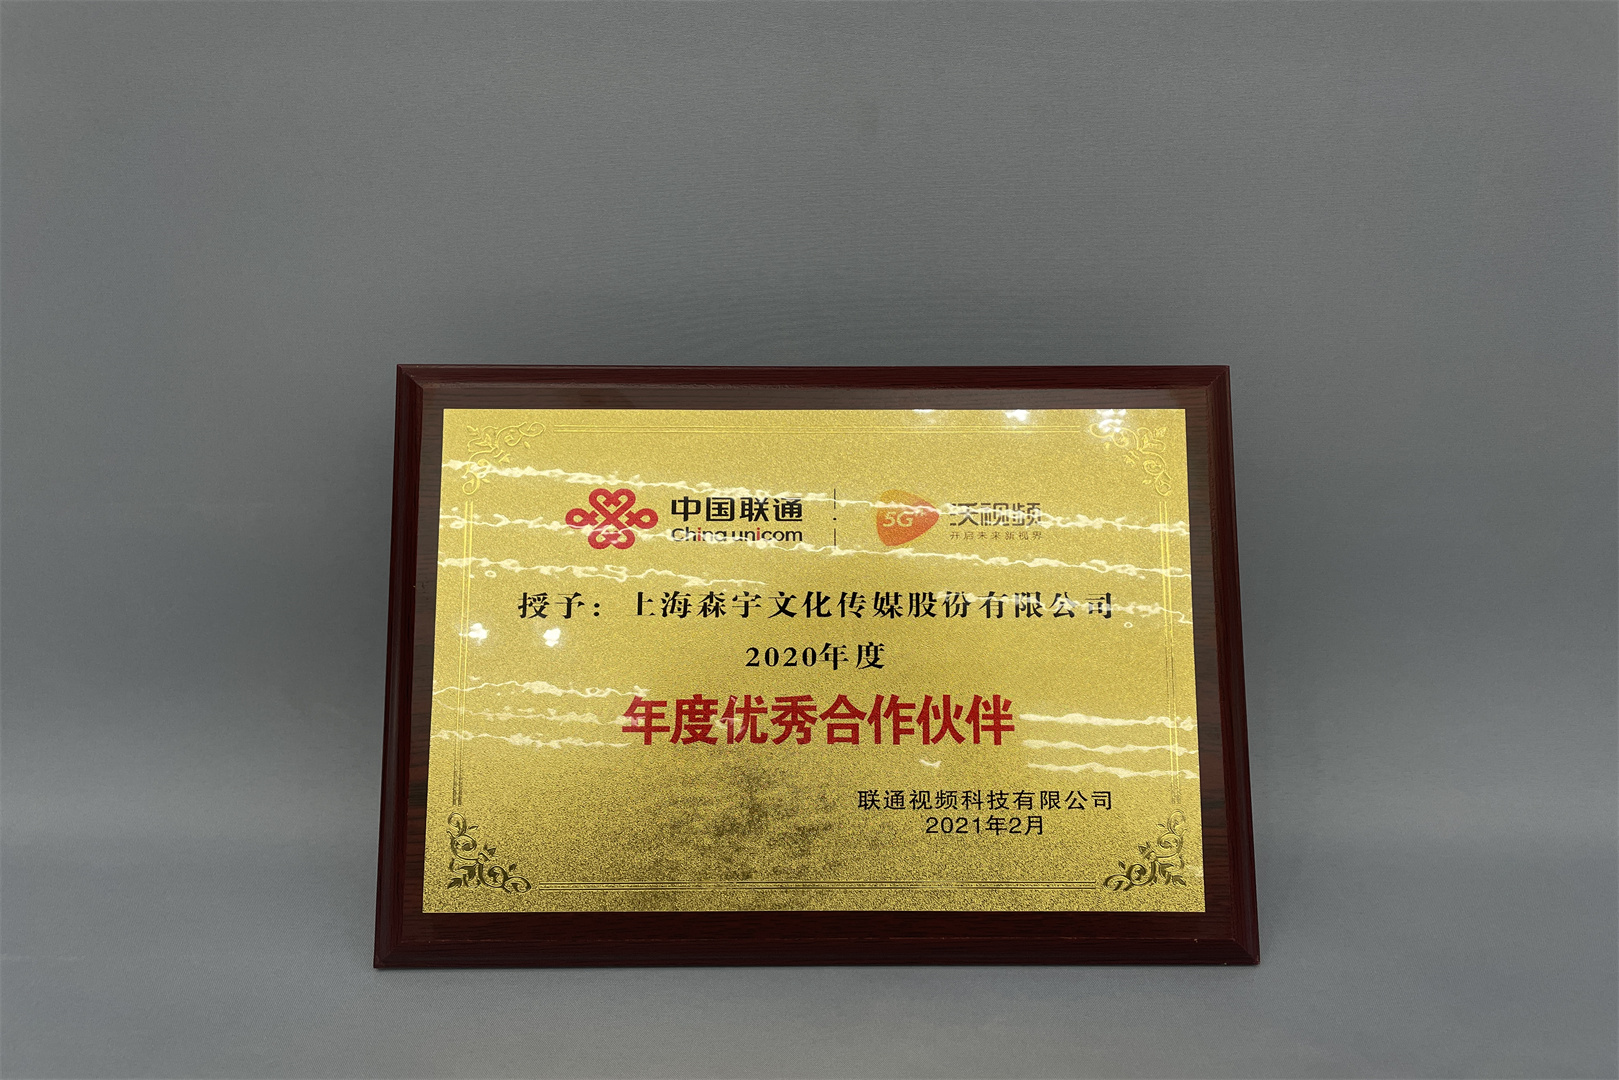 中国联通
China unicom
5G
沃视频
开启未来新视界
授予：上海森宇文化传媒股份有限公司
2020年度
年度优秀合作伙伴
联通视频科技有限公司
2021年2月